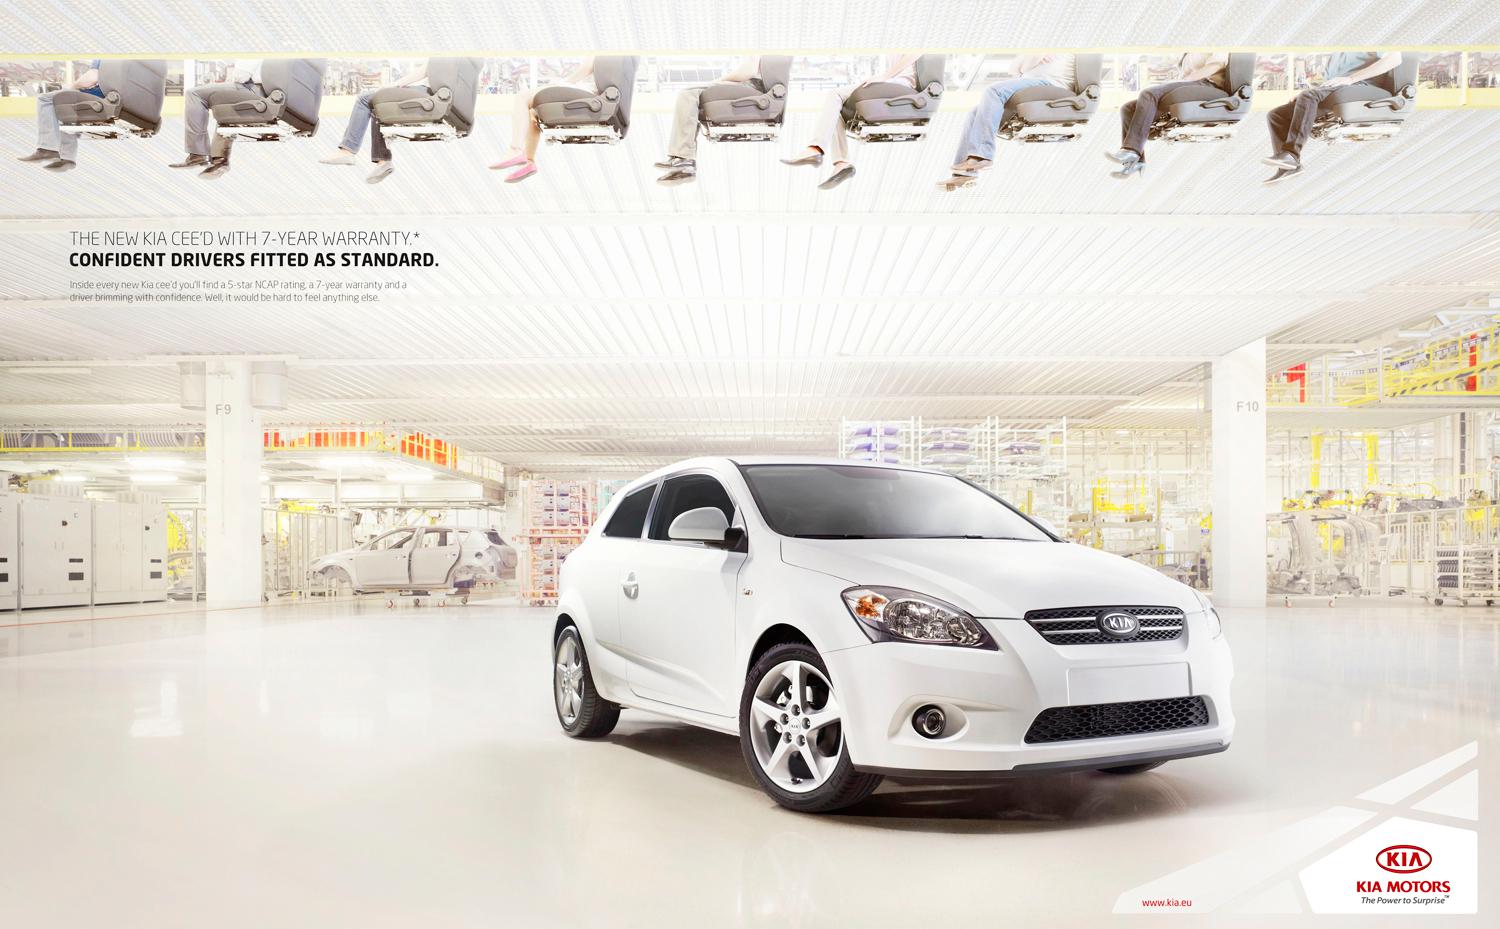 THE NEW KIA CEE'D WITH 7-YEAR WARRANTY.*
CONFIDENT DRIVERS FITTED AS STANDARD.
Inside every new Kia cee'd you'll find a 5-star NCAP rating, a 7-year warranty and a
driver brimming with confidence. Well, it would be hard to feel anything else.
F9
F10
KIA
KIA
KIA MOTORS
The Power to Surprise™
www.kia.eu